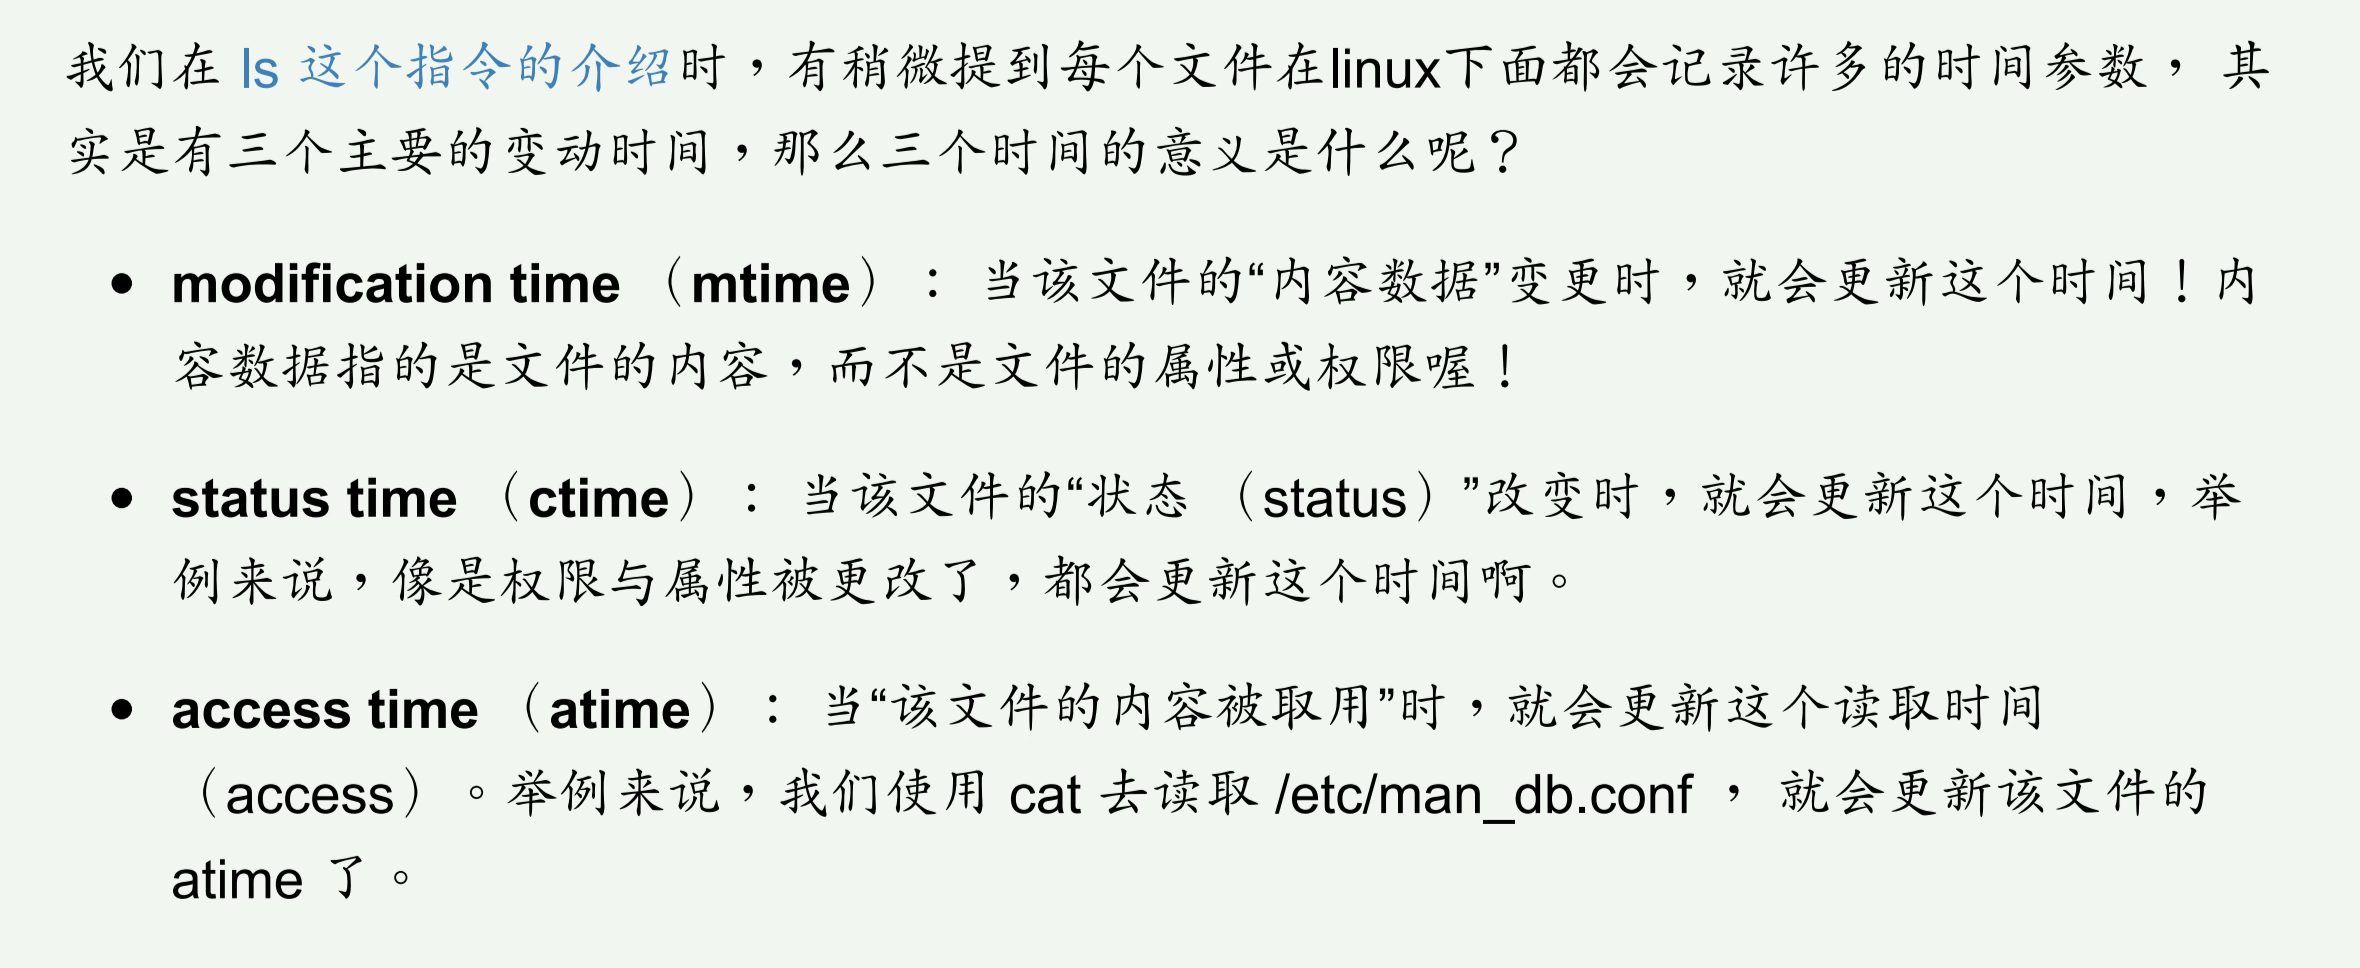 我们在 ls 这个指令的介绍时，有稍微提到每个文件在linux下面都会记录许多的时间参数， 其
实是有三个主要的变动时间，那么三个时间的意义是什么呢？
● modification time （mtime）： 当该文件的“内容数据”变更时，就会更新这个时间！内
容数据指的是文件的内容，而不是文件的属性或权限喔！
● status time （ctime）： 当该文件的“状态 （status）”改变时，就会更新这个时间，举
例来说，像是权限与属性被更改了，都会更新这个时间啊。
● access time （atime）： 当“该文件的内容被取用”时，就会更新这个读取时间
（access）。举例来说，我们使用 cat 去读取 /etc/man_db.conf ， 就会更新该文件的
atime 了。